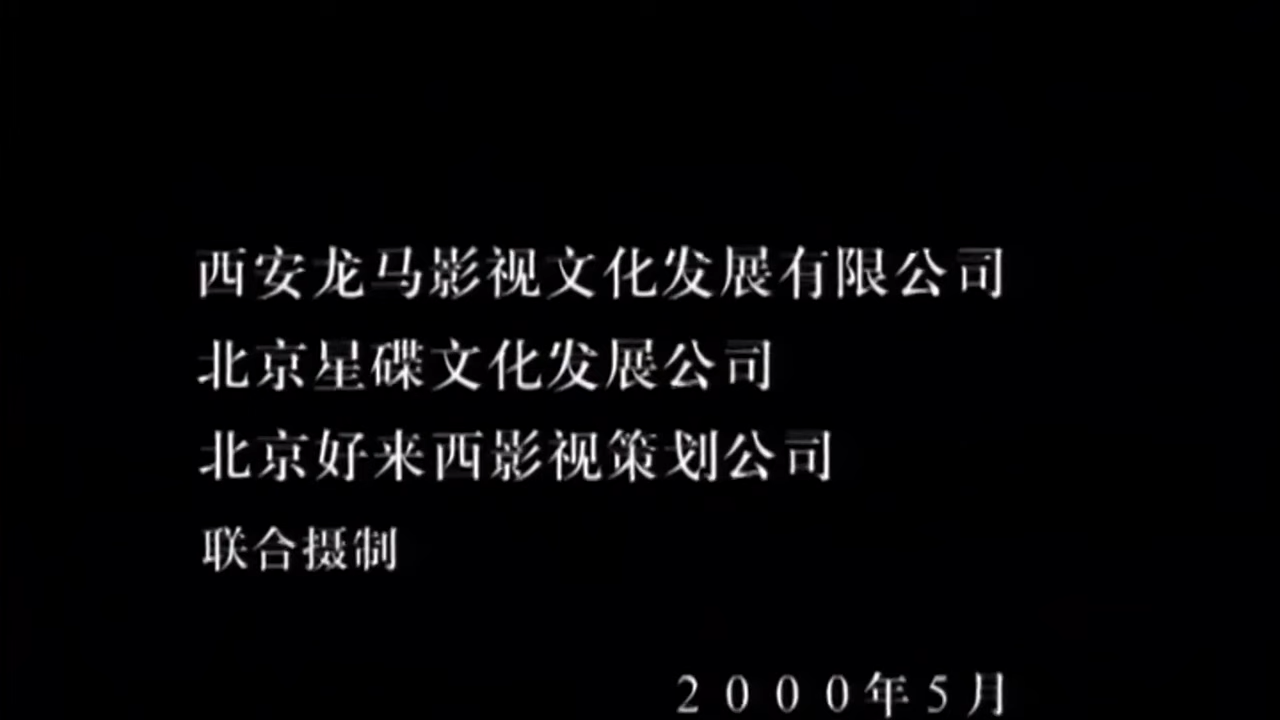 西安龙马影视文化发展有限公司
北京星碟文化发展公司
北京好来西影视策划公司
联合摄制
2000年5月